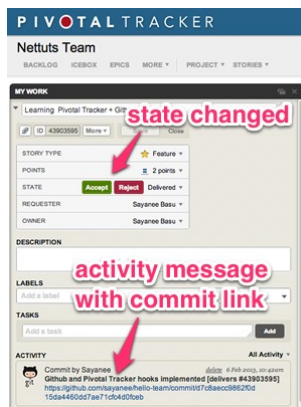 PIVOTAL TRACKER
Nettuts Team
BACKLOG ICEBOX EPICS MORE PROJECT STORIES
MY WORK
Learning Pivotal Tracker + Gith
state changed
ID 43903595 More Close
STORY TYPE Feature
POINTS 2 points
STATE Accept Reject Delivered
REQUESTER Sayanee Basu
OWNER Sayanee Basu
DESCRIPTION
activity message
with commit link
LABELS
Add a label
TASKS
Add a task Add
ACTIVITY All Activity
Commit by Sayanee delete 6 Feb 2013, 10:42am
Github and Pivotal Tracker hooks implemented [delivers #43903595]
https://github.com/sayanee/hello-team/commit/d7c8aecc9862f0d
15da4460dd7ae71cfc4d0fceb
git